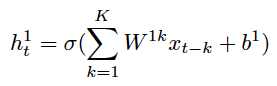 h_t^1 = σ(∑_{k=1}^{K} W^{1k} x_{t−k} + b^1)